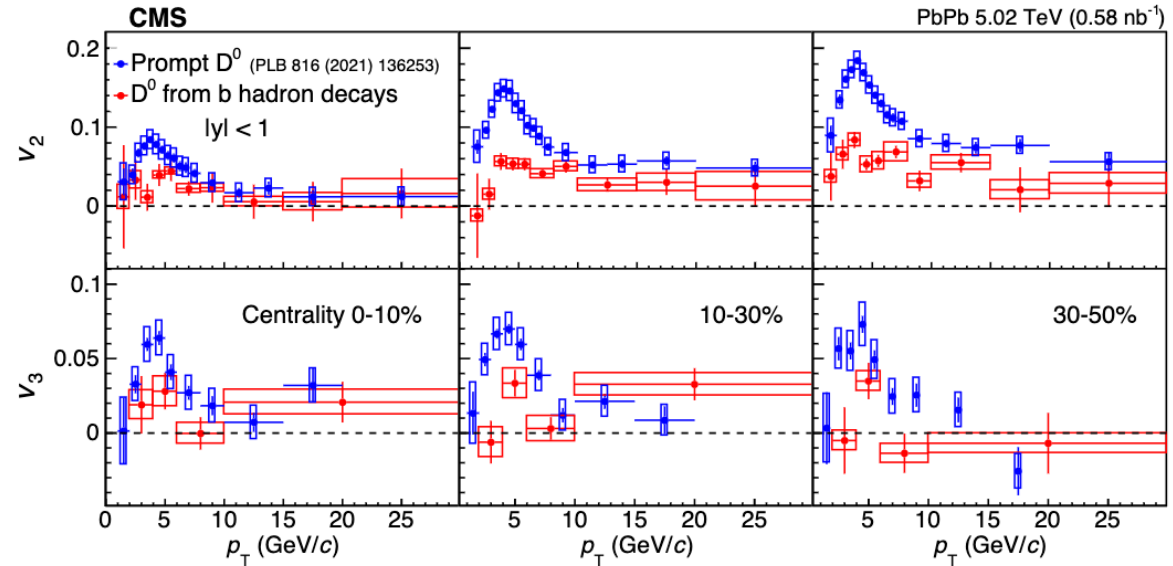 CMS
PbPb 5.02 TeV (0.58 nb⁻¹)
v₂
0.2
0.1
0
Prompt D⁰ (PLB 816 (2021) 136253)
D⁰ from b hadron decays
|y| < 1
v₃
0.1
0.05
0
Centrality 0-10%
10-30%
30-50%
0 5 10 15 20 25
5 10 15 20 25
5 10 15 20 25
p_T (GeV/c)
p_T (GeV/c)
p_T (GeV/c)